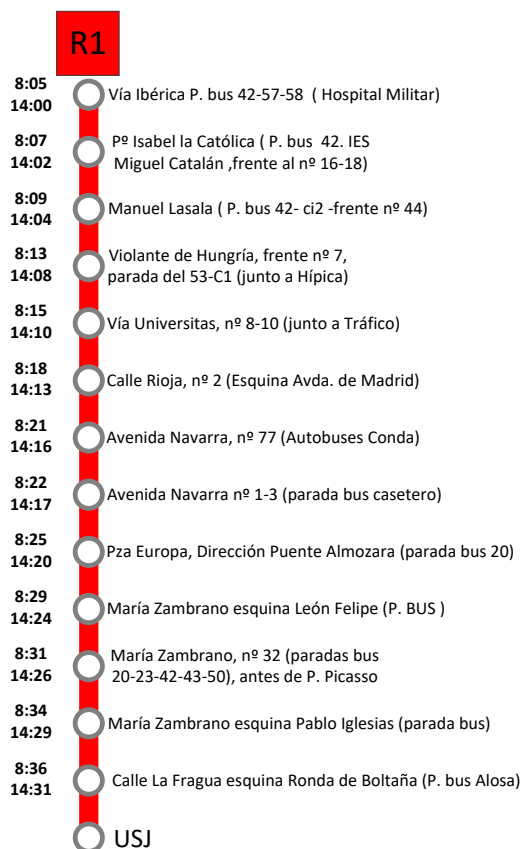 R1
8:05
14:00
Vía Ibérica P. bus 42-57-58 ( Hospital Militar)
8:07
14:02
Pº Isabel la Católica ( P. bus 42. IES
Miguel Catalán ,frente al nº 16-18)
8:09
14:04
Manuel Lasala ( P. bus 42- ci2 -frente nº 44)
8:13
14:08
Violante de Hungría, frente nº 7,
parada del 53-C1 (junto a Hípica)
8:15
14:10
Vía Universitas, nº 8-10 (junto a Tráfico)
8:18
14:13
Calle Rioja, nº 2 (Esquina Avda. de Madrid)
8:21
14:16
Avenida Navarra, nº 77 (Autobuses Conda)
8:22
14:17
Avenida Navarra nº 1-3 (parada bus casetero)
8:25
14:20
Pza Europa, Dirección Puente Almozara (parada bus 20)
8:29
14:24
María Zambrano esquina León Felipe (P. BUS )
8:31
14:26
María Zambrano, nº 32 (paradas bus
20-23-42-43-50), antes de P. Picasso
8:34
14:29
María Zambrano esquina Pablo Iglesias (parada bus)
8:36
14:31
Calle La Fragua esquina Ronda de Boltaña (P. bus Alosa)
USJ